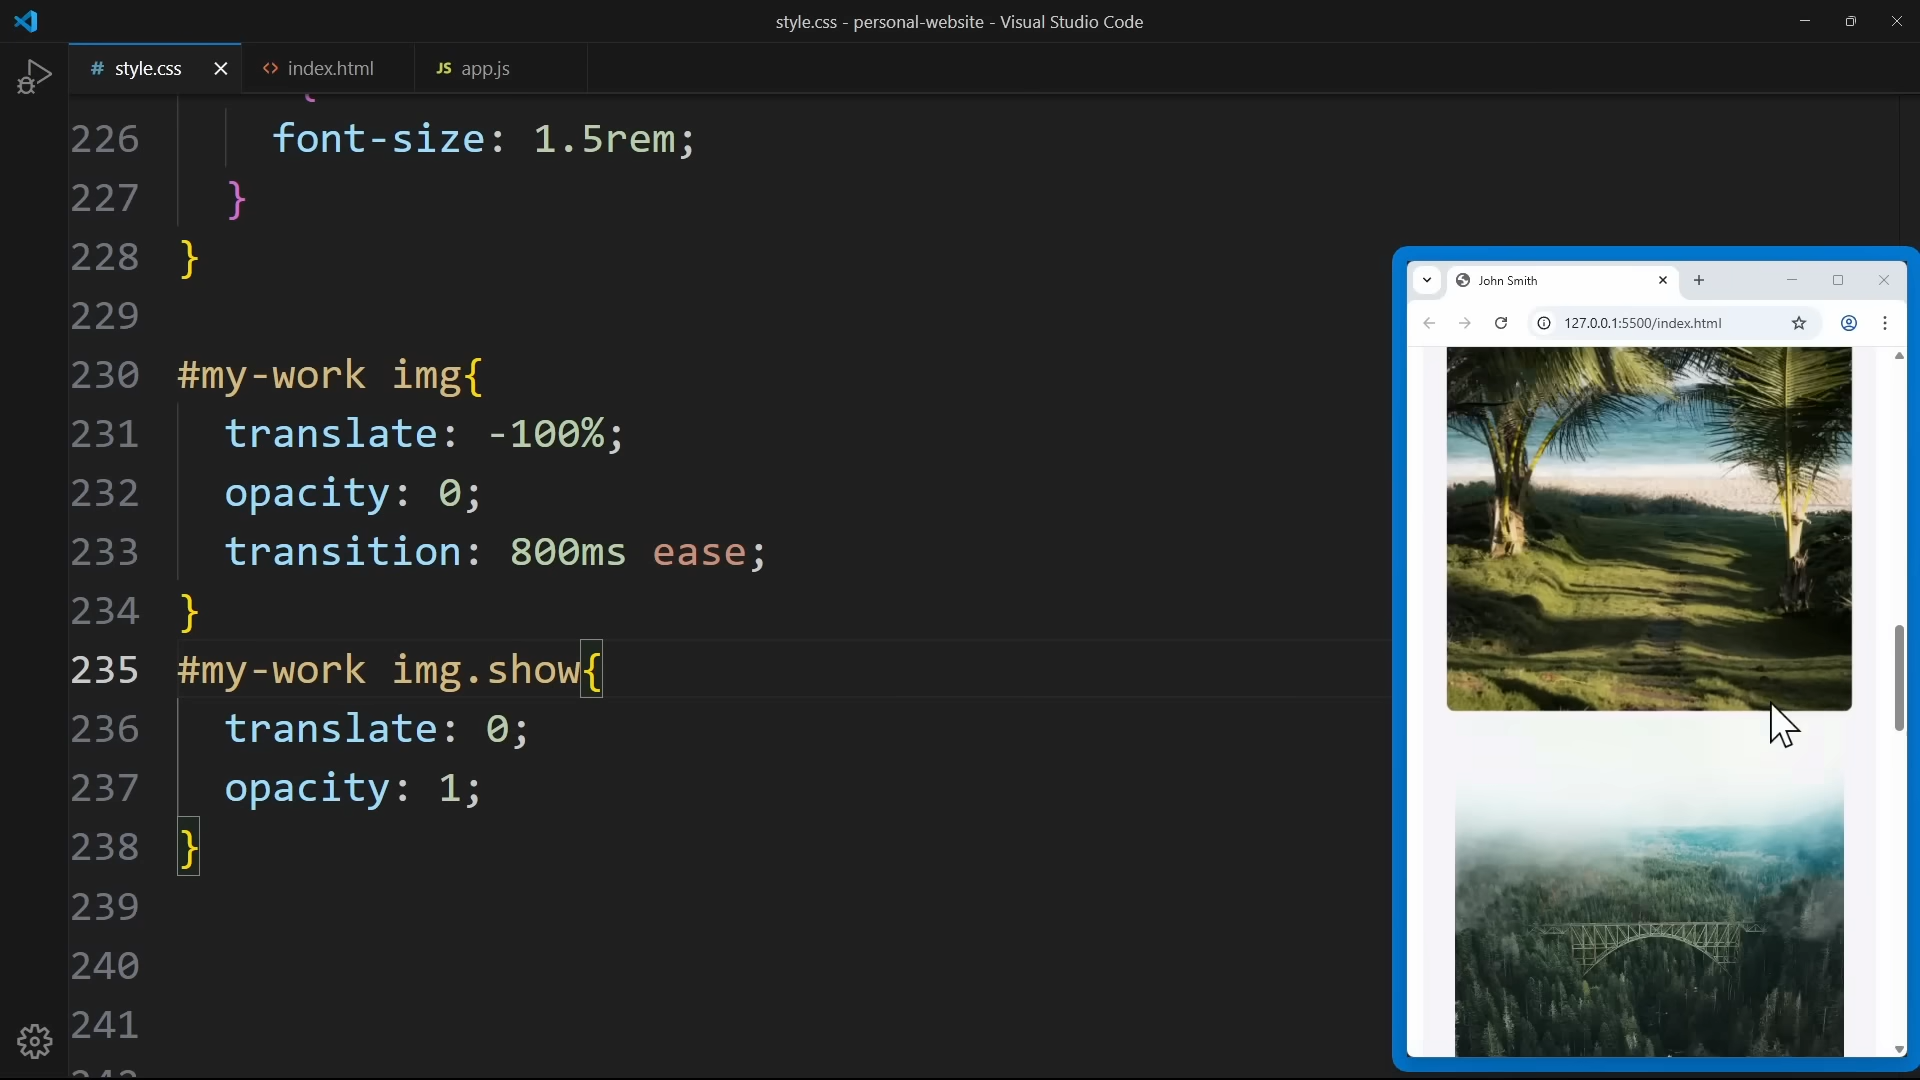 style.css - personal-website - Visual Studio Code
# style.css
<> index.html
JS app.js
{
226 font-size: 1.5rem;
227 }
228 }
229
230 #my-work img{
231 translate: -100%;
232 opacity: 0;
233 transition: 800ms ease;
234 }
235 #my-work img.show{
236 translate: 0;
237 opacity: 1;
238 }
239
240
241
John Smith
127.0.0.1:5500/index.html